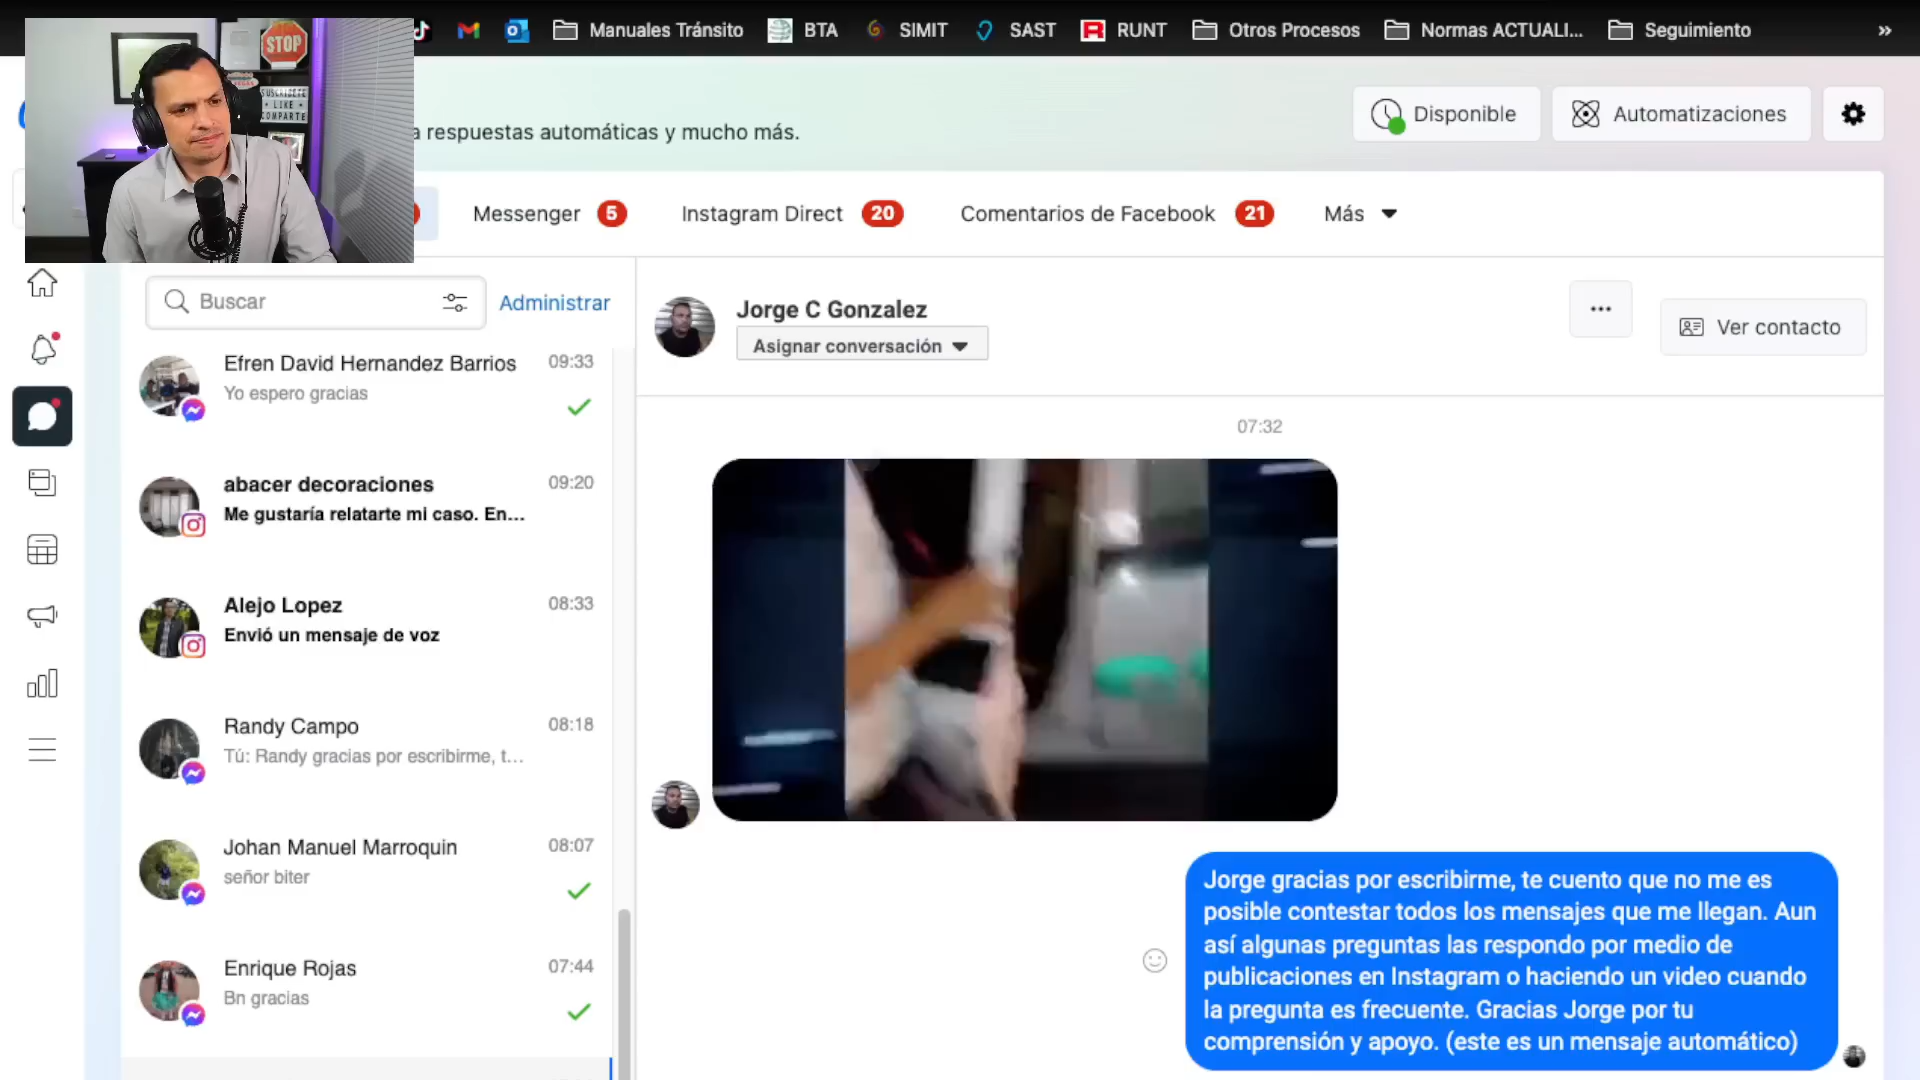 Manuales Tránsito
BTA
SIMIT
SAST
RUNT
Otros Procesos
Normas ACTUALI...
Seguimiento
»
STOP
SUSCRIBETE
LIKE
COMPARTE
a respuestas automáticas y mucho más.
Disponible
Automatizaciones
Messenger 5
Instagram Direct 20
Comentarios de Facebook 21
Más
Buscar
Administrar
Efren David Hernandez Barrios 09:33
Yo espero gracias
abacer decoraciones 09:20
Me gustaría relatarte mi caso. En...
Alejo Lopez 08:33
Envió un mensaje de voz
Randy Campo 08:18
Tú: Randy gracias por escribirme, t...
Johan Manuel Marroquin 08:07
señor biter
Enrique Rojas 07:44
Bn gracias
Jorge C Gonzalez
Asignar conversación
...
Ver contacto
07:32
Jorge gracias por escribirme, te cuento que no me es
posible contestar todos los mensajes que me llegan. Aun
así algunas preguntas las respondo por medio de
publicaciones en Instagram o haciendo un video cuando
la pregunta es frecuente. Gracias Jorge por tu
comprensión y apoyo. (este es un mensaje automático)